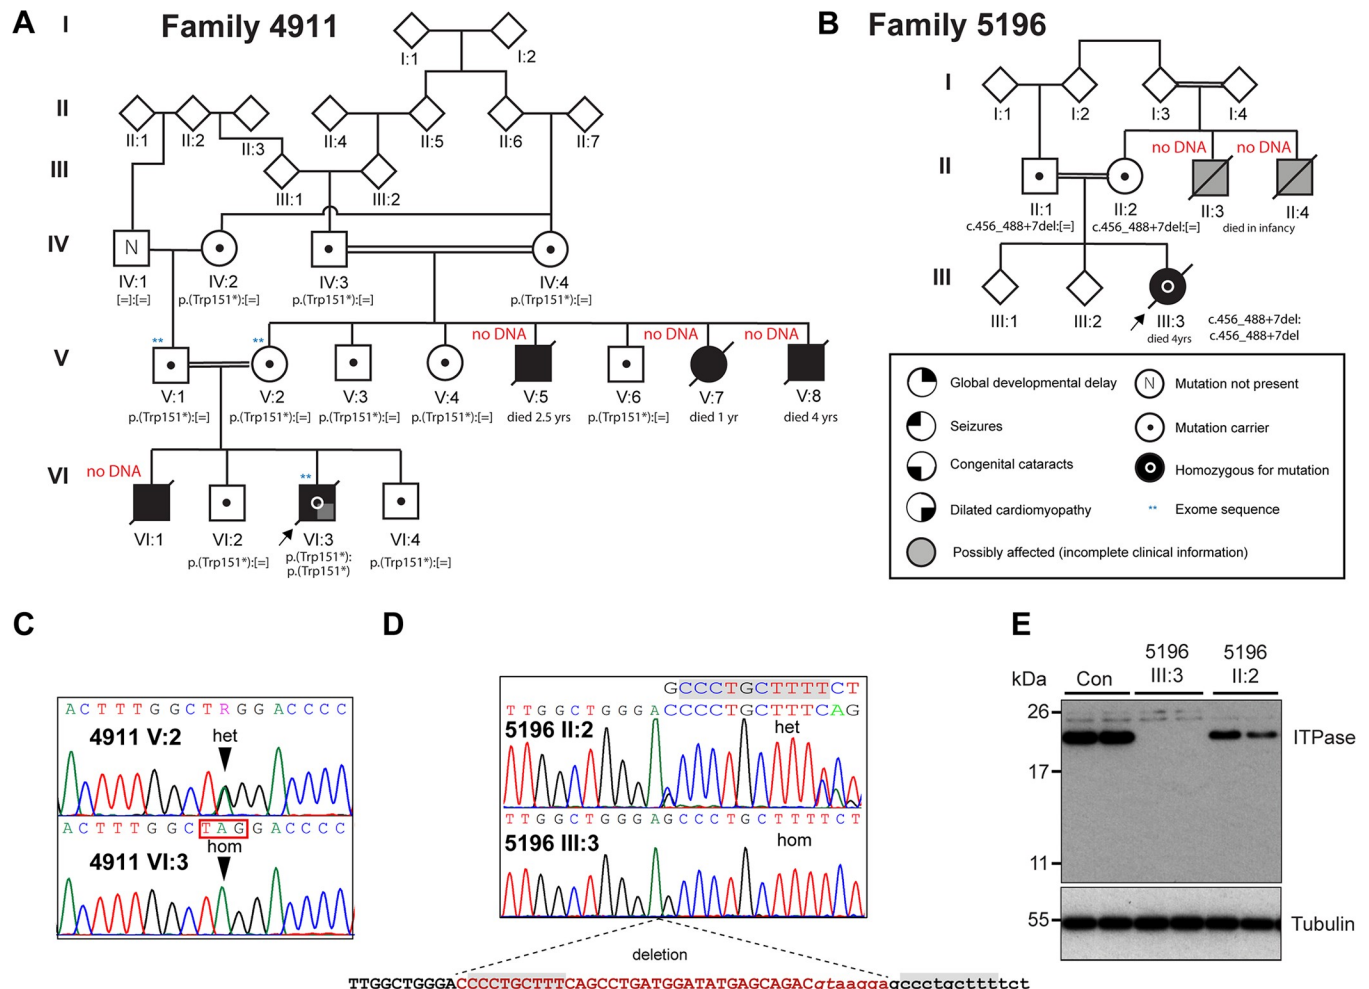 A
Family 4911
I
I:1
I:2
II
II:1
II:2
II:3
II:4
II:5
II:6
II:7
III
III:1
III:2
IV
N
IV:1
IV:2
IV:3
IV:4
[=]:[=]
p.(Trp151*):[=]
p.(Trp151*):[=]
p.(Trp151*):[=]
no DNA
no DNA
no DNA
V
**
**
V:1
V:2
V:3
V:4
V:5
V:6
V:7
V:8
p.(Trp151*):[=]
p.(Trp151*):[=]
p.(Trp151*):[=]
p.(Trp151*):[=]
died 2.5 yrs
p.(Trp151*):[=]
died 1 yr
died 4 yrs
VI
no DNA
**
VI:1
VI:2
VI:3
VI:4
p.(Trp151*):[=]
p.(Trp151*):
p.(Trp151*)
p.(Trp151*):[=]
B
Family 5196
I
I:1
I:2
I:3
I:4
no DNA
no DNA
II
II:1
II:2
II:3
II:4
c.456_488+7del:[=]
c.456_488+7del:[=]
died in infancy
III
III:1
III:2
III:3
died 4yrs
c.456_488+7del:
c.456_488+7del
Global developmental delay
Seizures
Congenital cataracts
Dilated cardiomyopathy
Possibly affected (incomplete clinical information)
N
Mutation not present
Mutation carrier
Homozygous for mutation
**
Exome sequence
C
ACTTTGGCTRGGACCCC
4911 V:2
het
ACTTTGGCTAGGACCCC
hom
4911 VI:3
D
GCCCTGCTTTTCT
TTGGCTGGGACCCCTGCTTTCAG
5196 II:2
het
TTGGCTGGGAGCCCTGCTTTTCT
5196 III:3
hom
deletion
TTGGCTGGGACCCCTGCTTTCAGCCTGATGGATATGAGCAGACgtaaggagccctgcttttct
E
kDa
Con
5196
III:3
5196
II:2
26
ITPase
17
11
55
Tubulin